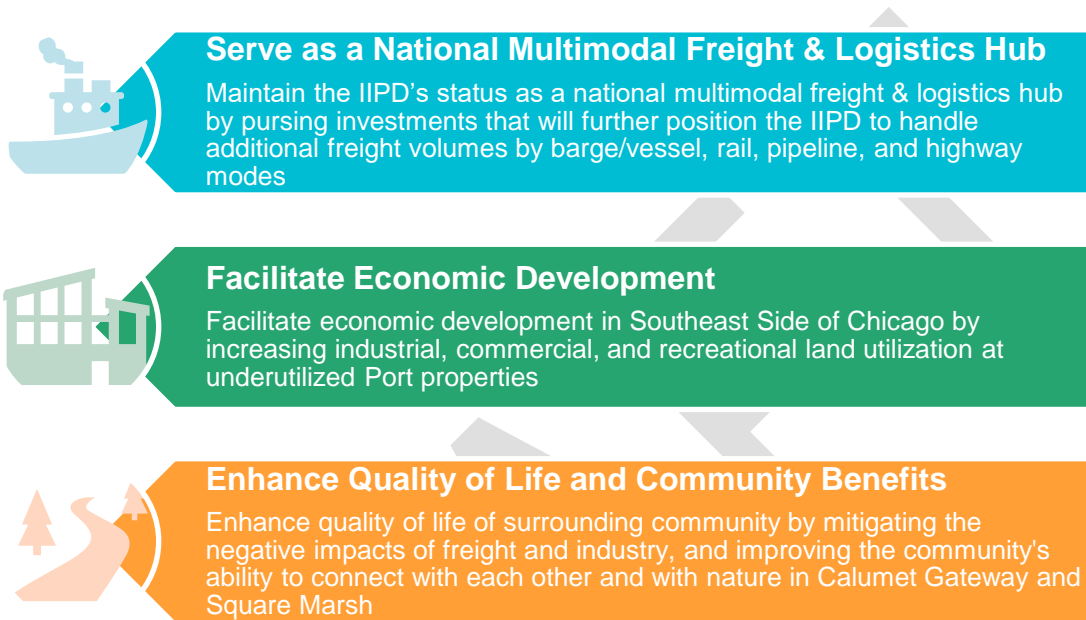 Serve as a National Multimodal Freight & Logistics Hub
Maintain the IIPD's status as a national multimodal freight & logistics hub
by pursing investments that will further position the IIPD to handle
additional freight volumes by barge/vessel, rail, pipeline, and highway
modes
Facilitate Economic Development
Facilitate economic development in Southeast Side of Chicago by
increasing industrial, commercial, and recreational land utilization at
underutilized Port properties
Enhance Quality of Life and Community Benefits
Enhance quality of life of surrounding community by mitigating the
negative impacts of freight and industry, and improving the community's
ability to connect with each other and with nature in Calumet Gateway and
Square Marsh